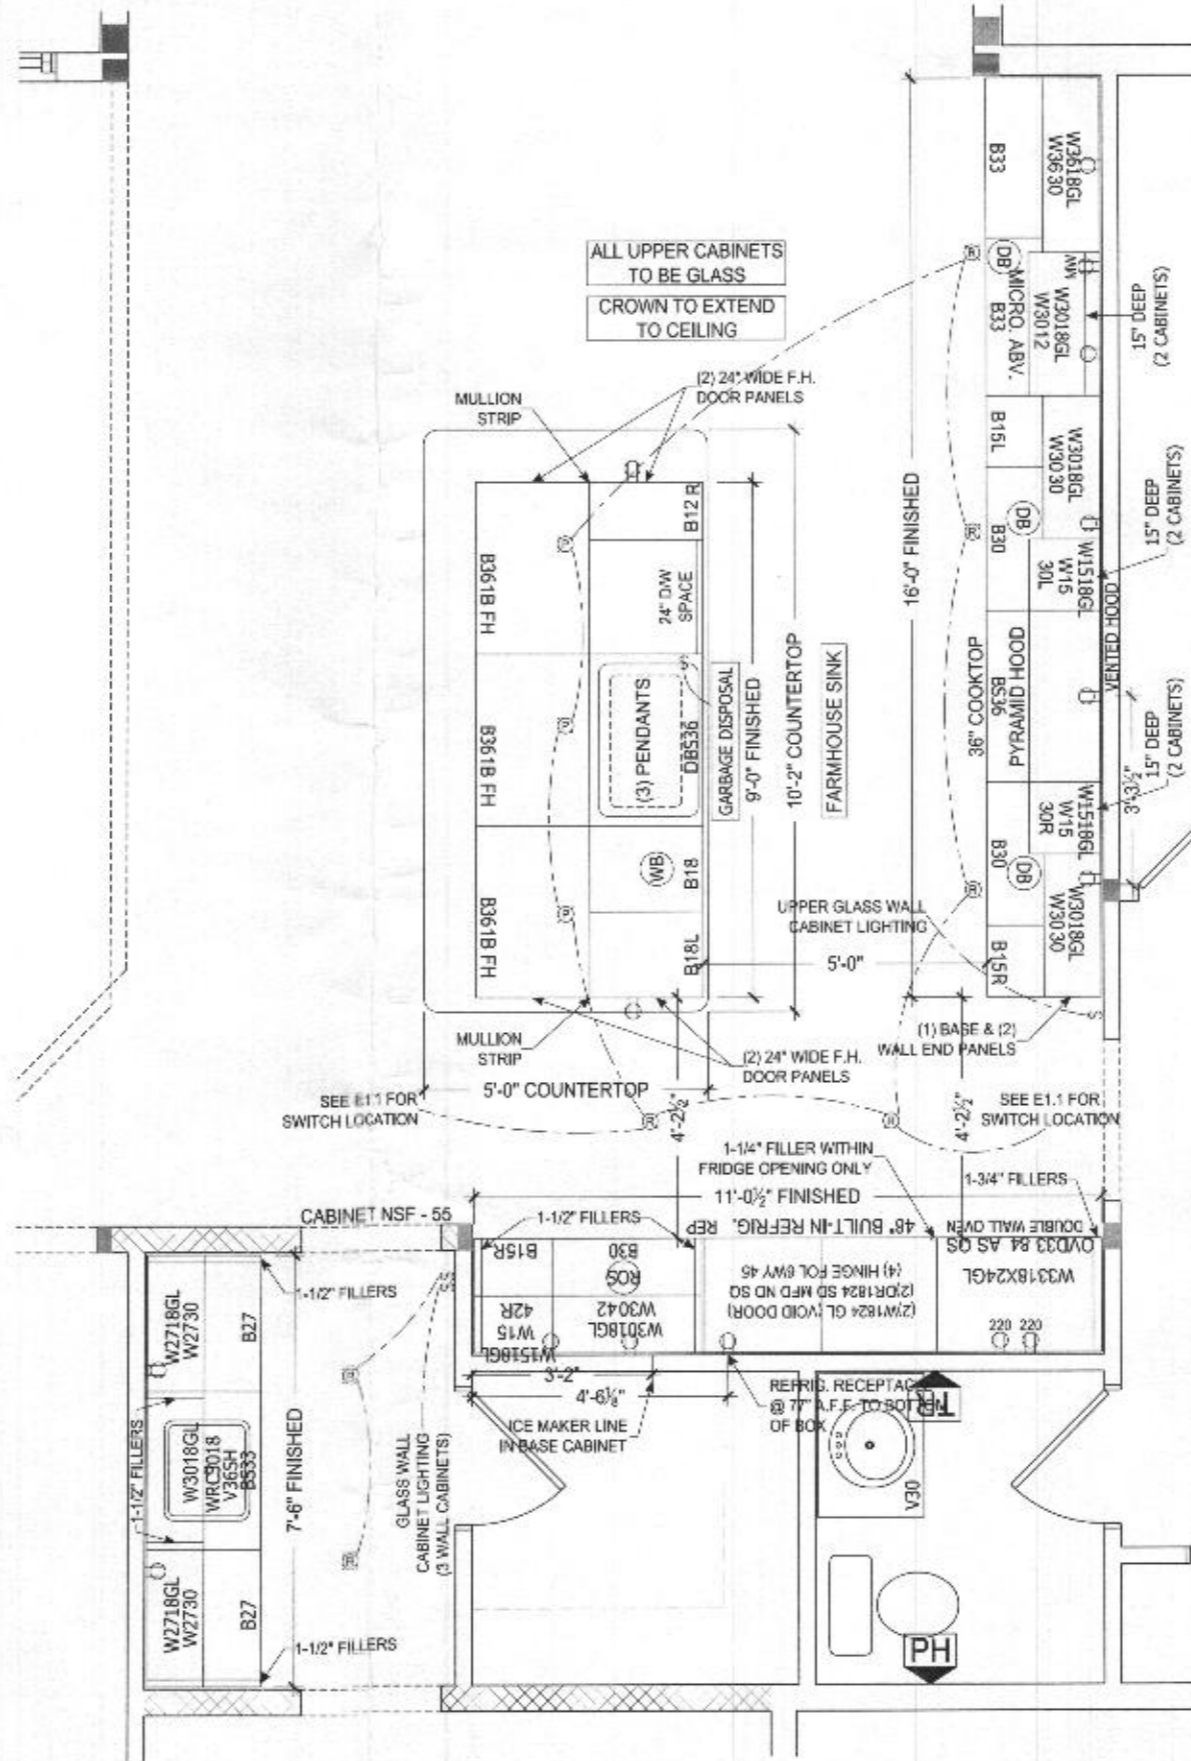 B33
W3618GL
W3630
ALL UPPER CABINETS
TO BE GLASS
CROWN TO EXTEND
TO CEILING
DB
MICRO. ABV.
B33
MW
W3018GL
W3012
15" DEEP
(2 CABINETS)
MULLION
STRIP
(2) 24" WIDE F.H.
DOOR PANELS
B15L
W3018GL
W3030
15" DEEP
(2 CABINETS)
16'-0" FINISHED
B12 R
B361B FH
24" D/W
SPACE
DB
B30
W1518GL
W15
30L
VENTED HOOD
36" COOKTOP
BS36
PYRAMID HOOD
B361B FH
(3) PENDANTS
DBS36
GARBAGE DISPOSAL
9'-0" FINISHED
10'-2" COUNTERTOP
FARMHOUSE SINK
15" DEEP
(2 CABINETS)
3'-3½"
W1518GL
W15
30R
B30
DB
WB
B18
B361B FH
B18L
UPPER GLASS WALL
CABINET LIGHTING
W3018GL
W3030
B15R
5'-0"
MULLION
STRIP
(2) 24" WIDE F.H.
DOOR PANELS
(1) BASE & (2)
WALL END PANELS
5'-0" COUNTERTOP
SEE E1.1 FOR
SWITCH LOCATION
4'-2½"
4'-2½"
SEE E1.1 FOR
SWITCH LOCATION
1-1/4" FILLER WITHIN
FRIDGE OPENING ONLY
1-3/4" FILLERS
11'-0½" FINISHED
CABINET NSF - 55
1-1/2" FILLERS
48" BUILT-IN REFRIG. REP
DOUBLE WALL OVEN
OVD33 84 AS QS
W3318X24GL
B15R
B30
ROS
(4) HINGE FOL 6WY 45
(2)DR1824 SD MFD ND SQ
(2)W1824 GL (VOID DOOR)
W3042
W3018GL
42R
W15
W1518GL
220 220
1-1/2" FILLERS
W2718GL
W2730
B27
3'-2"
4'-6⅛"
REFRIG. RECEPTACLE
@ 77" A.F.F. TO BOTTOM
OF BOX
ICE MAKER LINE
IN BASE CABINET
TR
1-1/2" FILLERS
W3018GL
WRC3018
V36SH
BS33
7'-6" FINISHED
GLASS WALL
CABINET LIGHTING
(3 WALL CABINETS)
V30
W2718GL
W2730
B27
1-1/2" FILLERS
PH